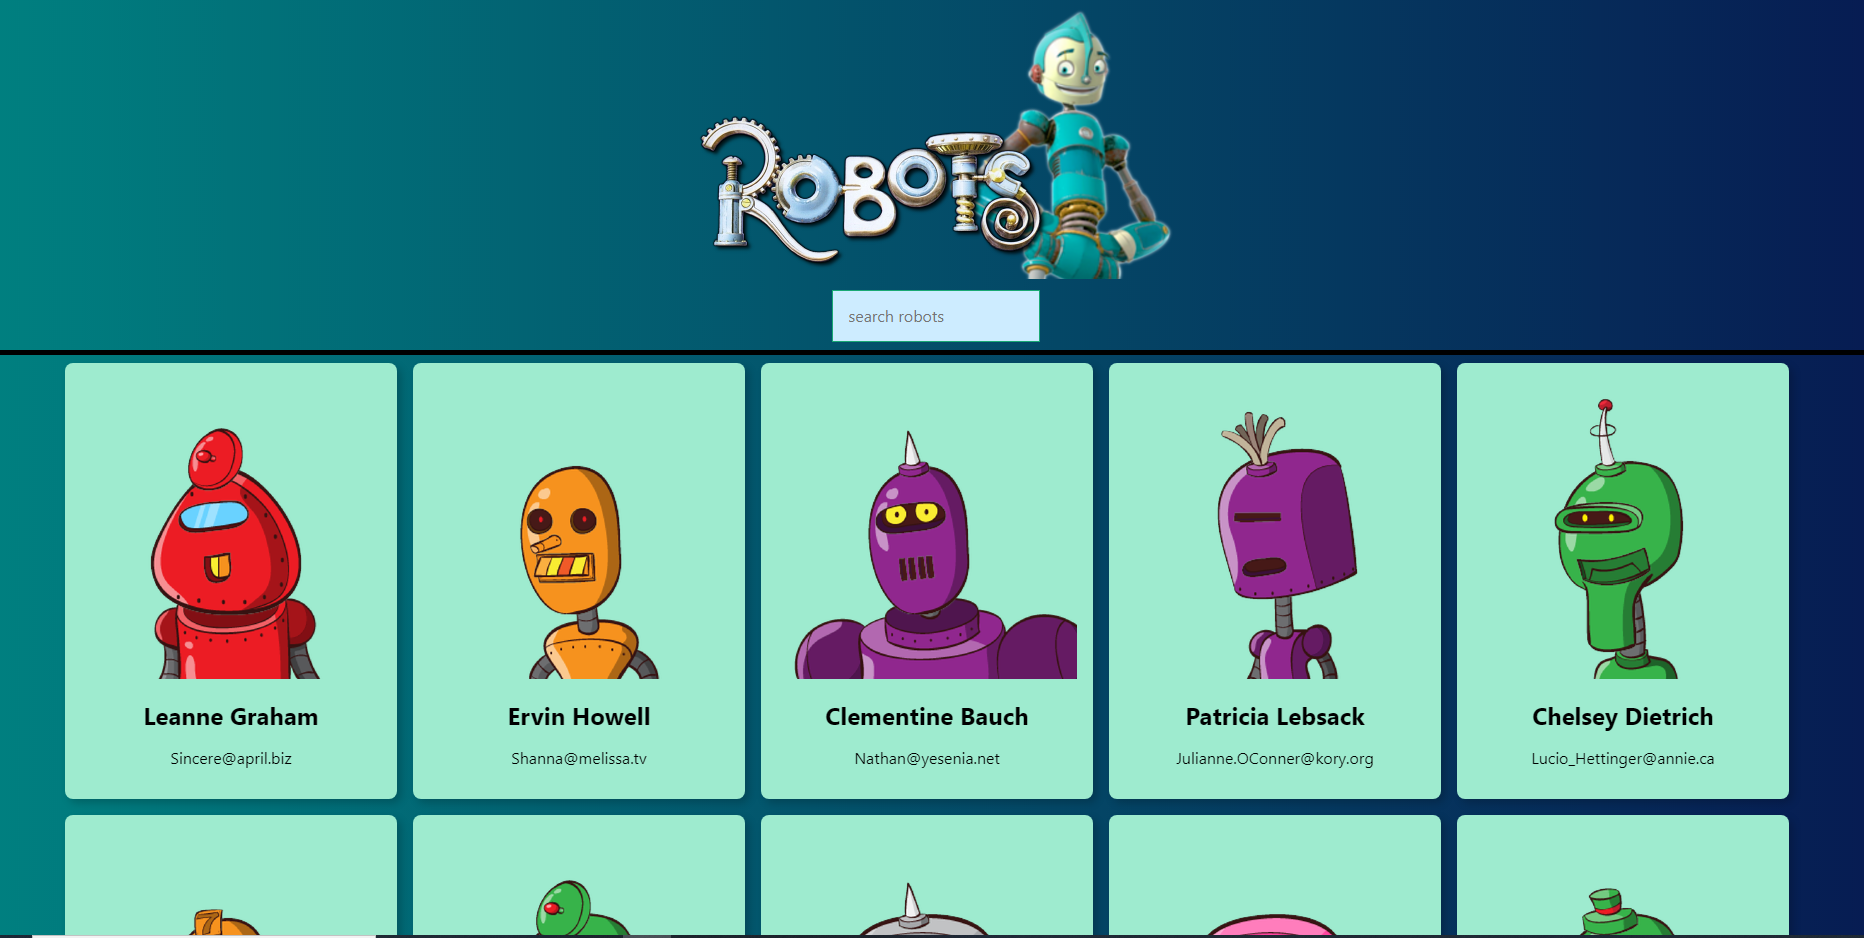 ROBOTS
search robots
Leanne Graham
Sincere@april.biz
Ervin Howell
Shanna@melissa.tv
Clementine Bauch
Nathan@yesenia.net
Patricia Lebsack
Julianne.OConner@kory.org
Chelsey Dietrich
Lucio_Hettinger@annie.ca
7